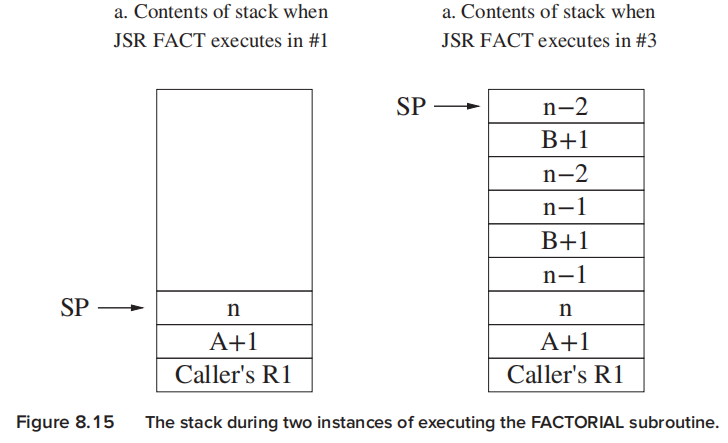 a. Contents of stack when
JSR FACT executes in #1
a. Contents of stack when
JSR FACT executes in #3
SP
n
A+1
Caller's R1
SP
n−2
B+1
n−2
n−1
B+1
n−1
n
A+1
Caller's R1
Figure 8.15 The stack during two instances of executing the FACTORIAL subroutine.